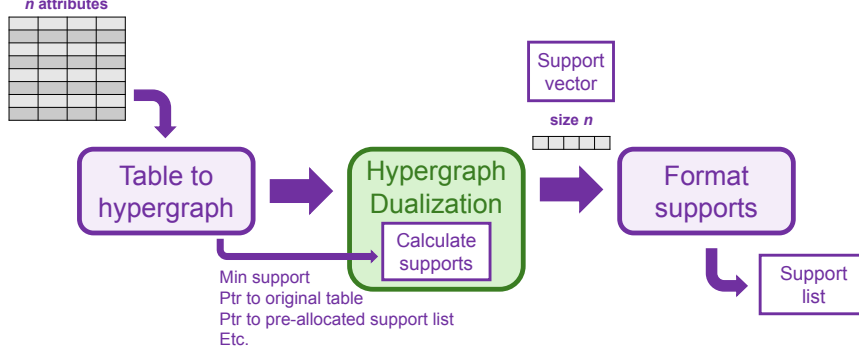 n attributes
Support
vector
size n
Table to
hypergraph
Hypergraph
Dualization
Calculate
supports
Format
supports
Min support
Ptr to original table
Ptr to pre-allocated support list
Etc.
Support
list